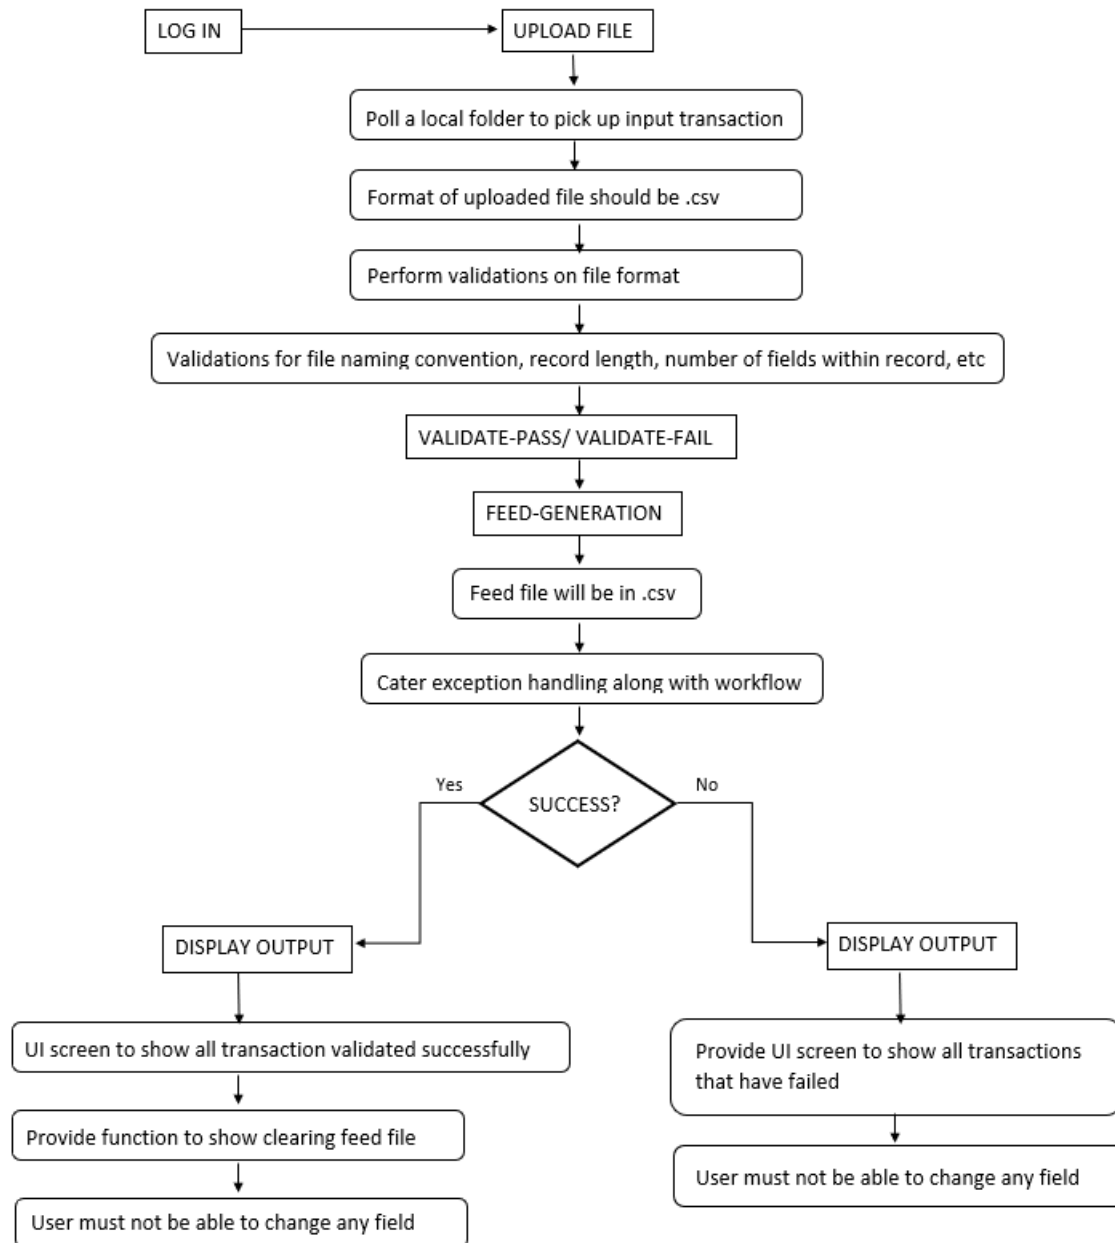 LOG IN
UPLOAD FILE
Poll a local folder to pick up input transaction
Format of uploaded file should be .csv
Perform validations on file format
Validations for file naming convention, record length, number of fields within record, etc
VALIDATE-PASS/ VALIDATE-FAIL
FEED-GENERATION
Feed file will be in .csv
Cater exception handling along with workflow
Yes
No
SUCCESS?
DISPLAY OUTPUT
UI screen to show all transaction validated successfully
Provide function to show clearing feed file
User must not be able to change any field
DISPLAY OUTPUT
Provide UI screen to show all transactions
that have failed
User must not be able to change any field